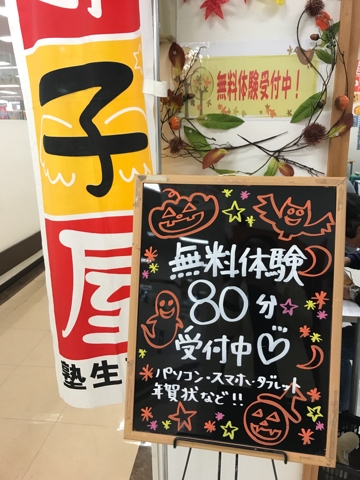 子
屋
塾生
無料体験受付中！
無料体験
80分
受付中♡
パソコン・スマホ・タブレット
年賀状など!!